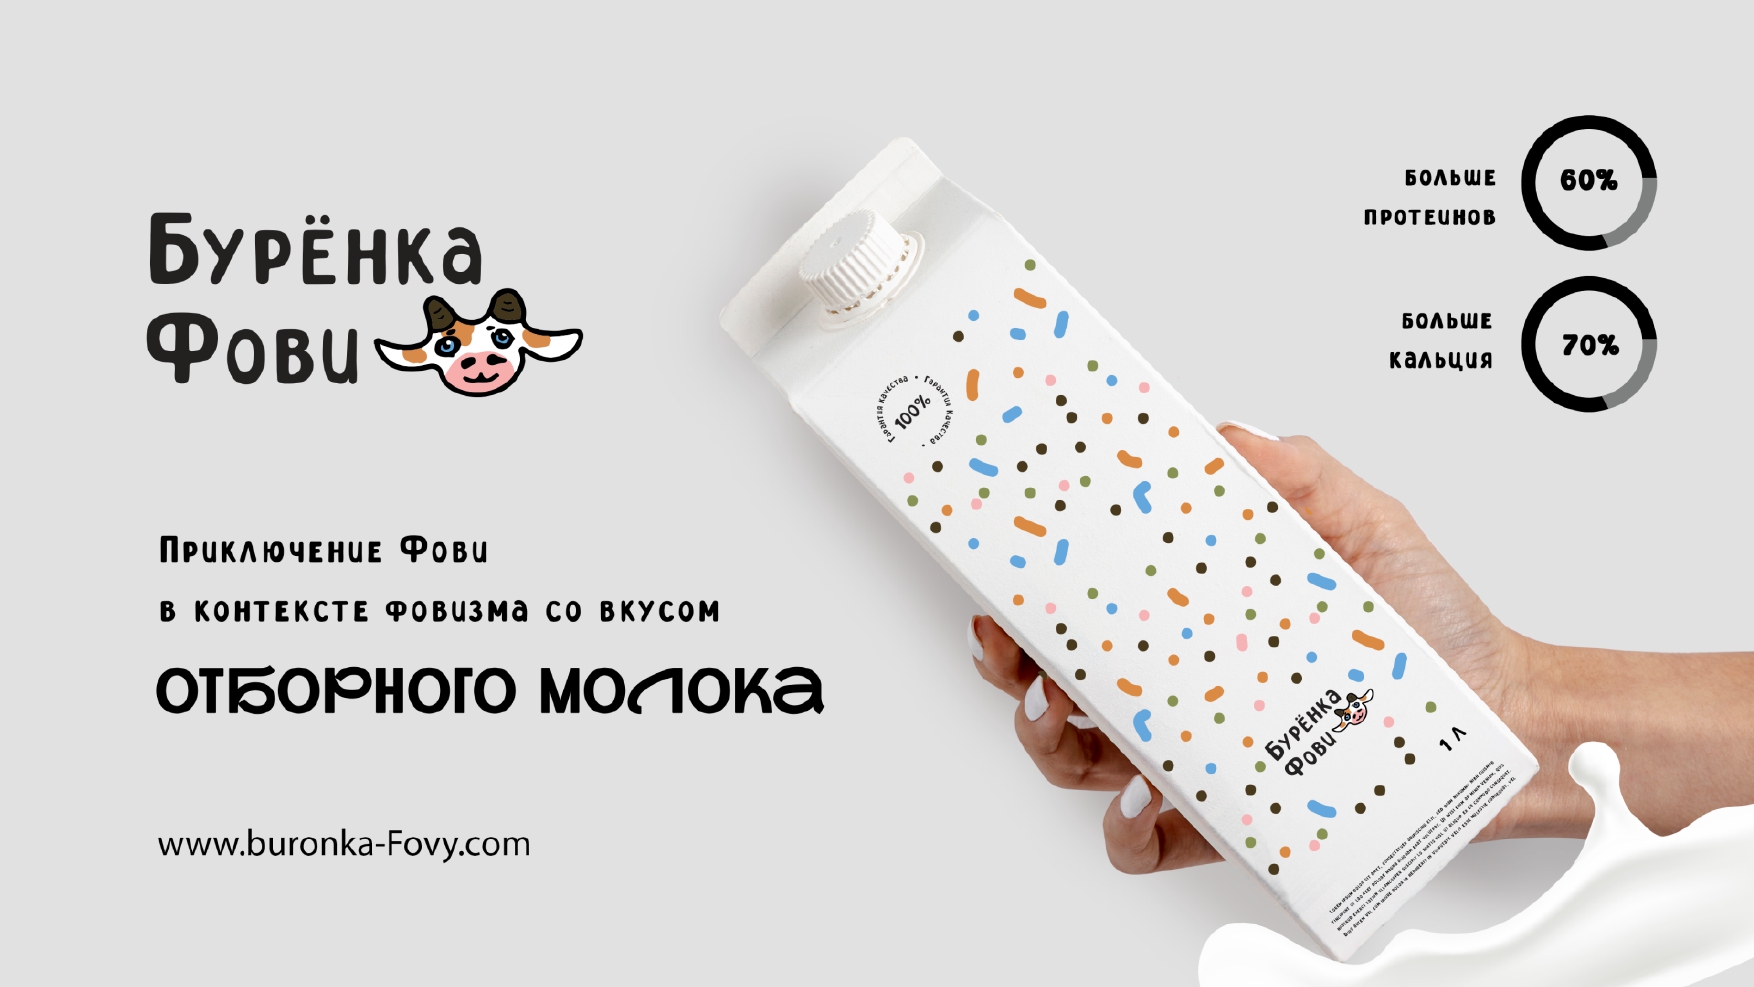 Бурёнка
Фови
Приключение Фови
в контексте фовизма со вкусом
отборного молока
www.buronka-Fovy.com
больше
протеинов
60%
больше
кальция
70%
Гарантия качества • Гарантия качества •
100%
Бурёнка
Фови
1 л